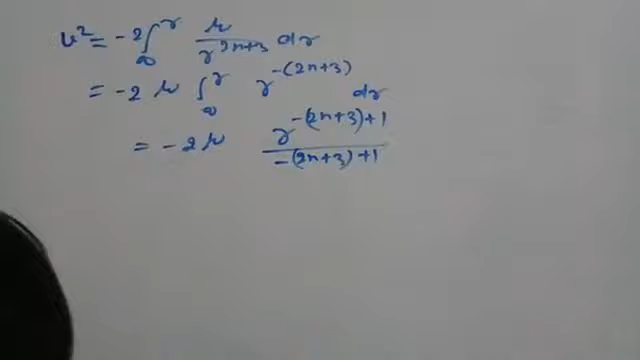 v² = -2 ∫_∞^r μ/r^(2n+3) dr
= -2 μ ∫_∞^r r^-(2n+3) dr
= -2 μ r^(-(2n+3)+1) / (-(2n+3)+1)